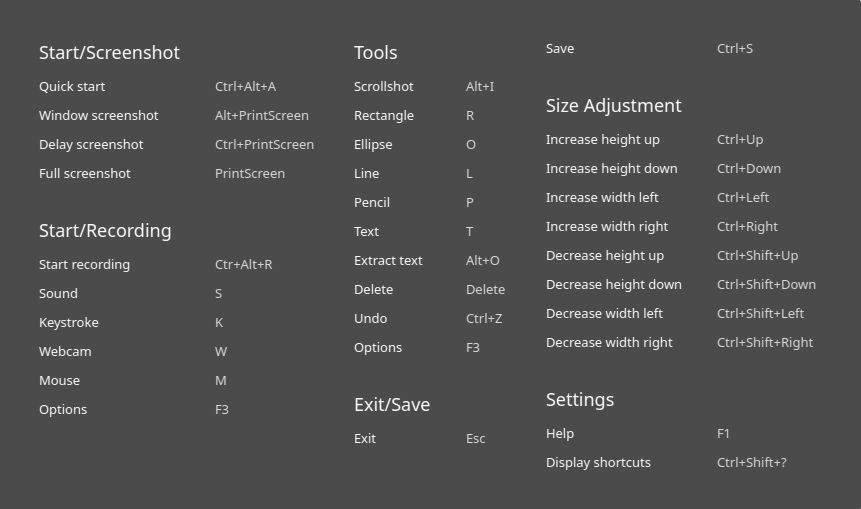 Start/Screenshot
Quick start Ctrl+Alt+A
Window screenshot Alt+PrintScreen
Delay screenshot Ctrl+PrintScreen
Full screenshot PrintScreen
Start/Recording
Start recording Ctr+Alt+R
Sound S
Keystroke K
Webcam W
Mouse M
Options F3
Tools
Scrollshot Alt+I
Rectangle R
Ellipse O
Line L
Pencil P
Text T
Extract text Alt+O
Delete Delete
Undo Ctrl+Z
Options F3
Exit/Save
Exit Esc
Save Ctrl+S
Size Adjustment
Increase height up Ctrl+Up
Increase height down Ctrl+Down
Increase width left Ctrl+Left
Increase width right Ctrl+Right
Decrease height up Ctrl+Shift+Up
Decrease height down Ctrl+Shift+Down
Decrease width left Ctrl+Shift+Left
Decrease width right Ctrl+Shift+Right
Settings
Help F1
Display shortcuts Ctrl+Shift+?